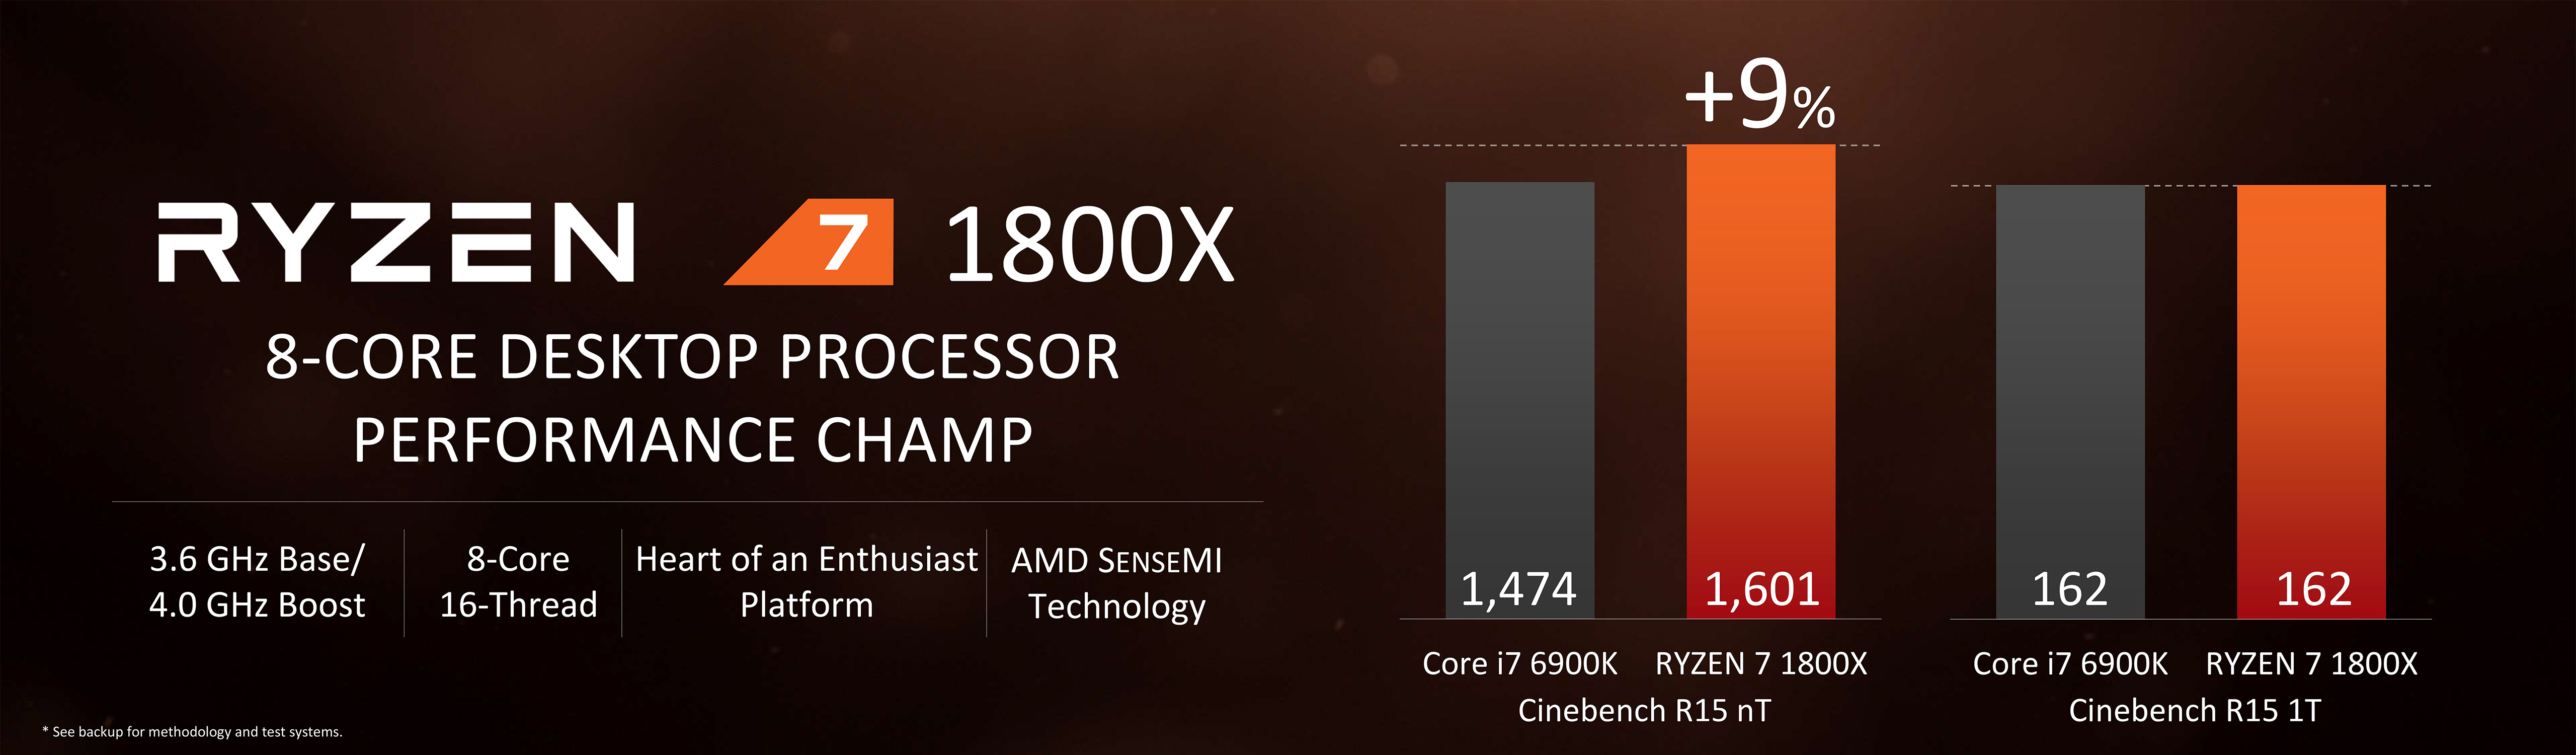 RYZEN 7 1800X
8-CORE DESKTOP PROCESSOR
PERFORMANCE CHAMP
3.6 GHz Base/
4.0 GHz Boost
8-Core
16-Thread
Heart of an Enthusiast
Platform
AMD SENSEMI
Technology
* See backup for methodology and test systems.
+9%
1,474
1,601
Core i7 6900K
RYZEN 7 1800X
Cinebench R15 nT
162
162
Core i7 6900K
RYZEN 7 1800X
Cinebench R15 1T